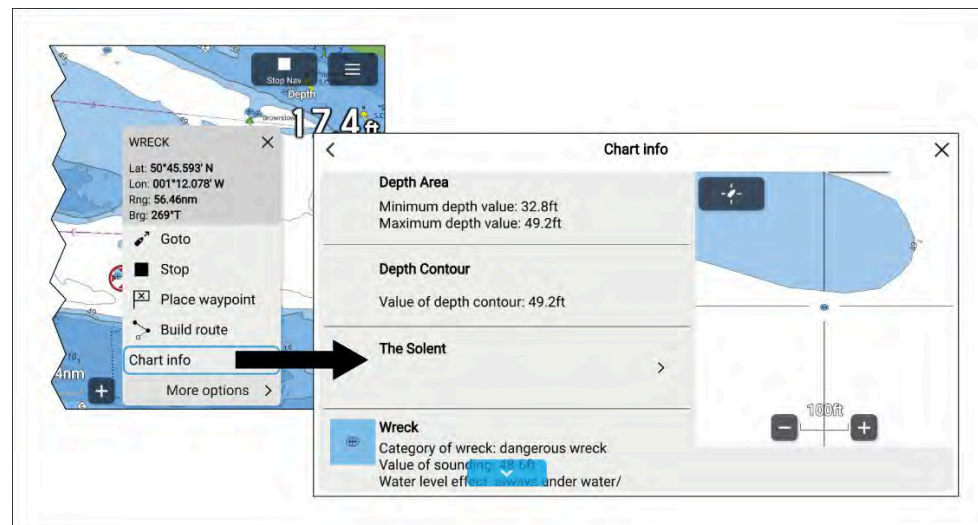 Stop Nav
Depth
17.4ft
WRECK
Lat: 50°45.593' N
Lon: 001°12.078' W
Rng: 56.46nm
Brg: 269°T
Goto
Stop
Place waypoint
Build route
Chart info
More options
4nm
Chart info
Depth Area
Minimum depth value: 32.8ft
Maximum depth value: 49.2ft
Depth Contour
Value of depth contour: 49.2ft
The Solent
Wreck
Category of wreck: dangerous wreck
Value of sounding: 48.6ft
Water level effect: always under water/
100ft